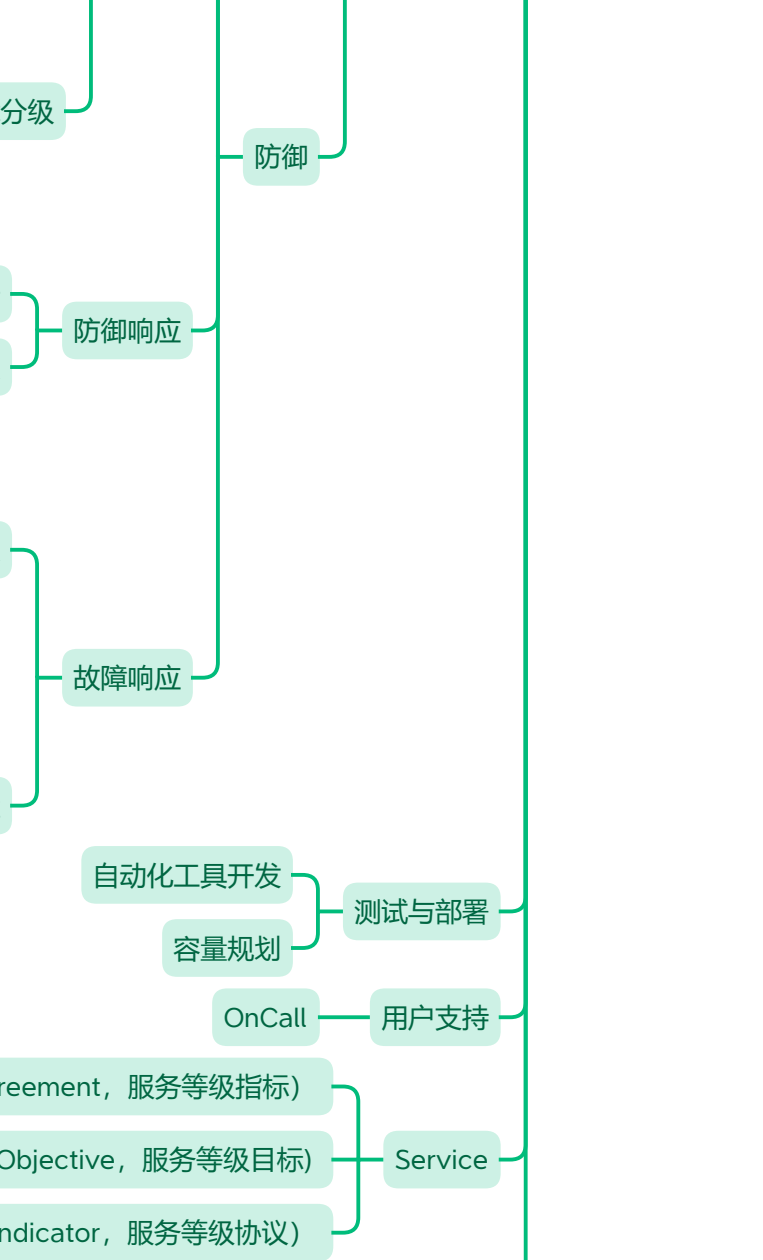 分级
防御
防御响应
故障响应
自动化工具开发
测试与部署
容量规划
OnCall
用户支持
reement，服务等级指标）
Objective，服务等级目标)
Service
ndicator，服务等级协议）